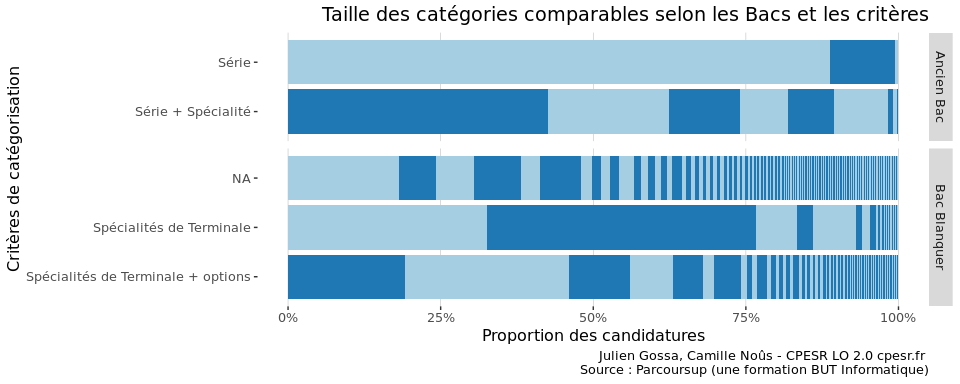 Taille des catégories comparables selon les Bacs et les critères
Critères de catégorisation
Série
Série + Spécialité
Ancien Bac
NA
Spécialités de Terminale
Spécialités de Terminale + options
Bac Blanquer
0%
25%
50%
75%
100%
Proportion des candidatures
Julien Gossa, Camille Noûs - CPESR LO 2.0 cpesr.fr
Source : Parcoursup (une formation BUT Informatique)